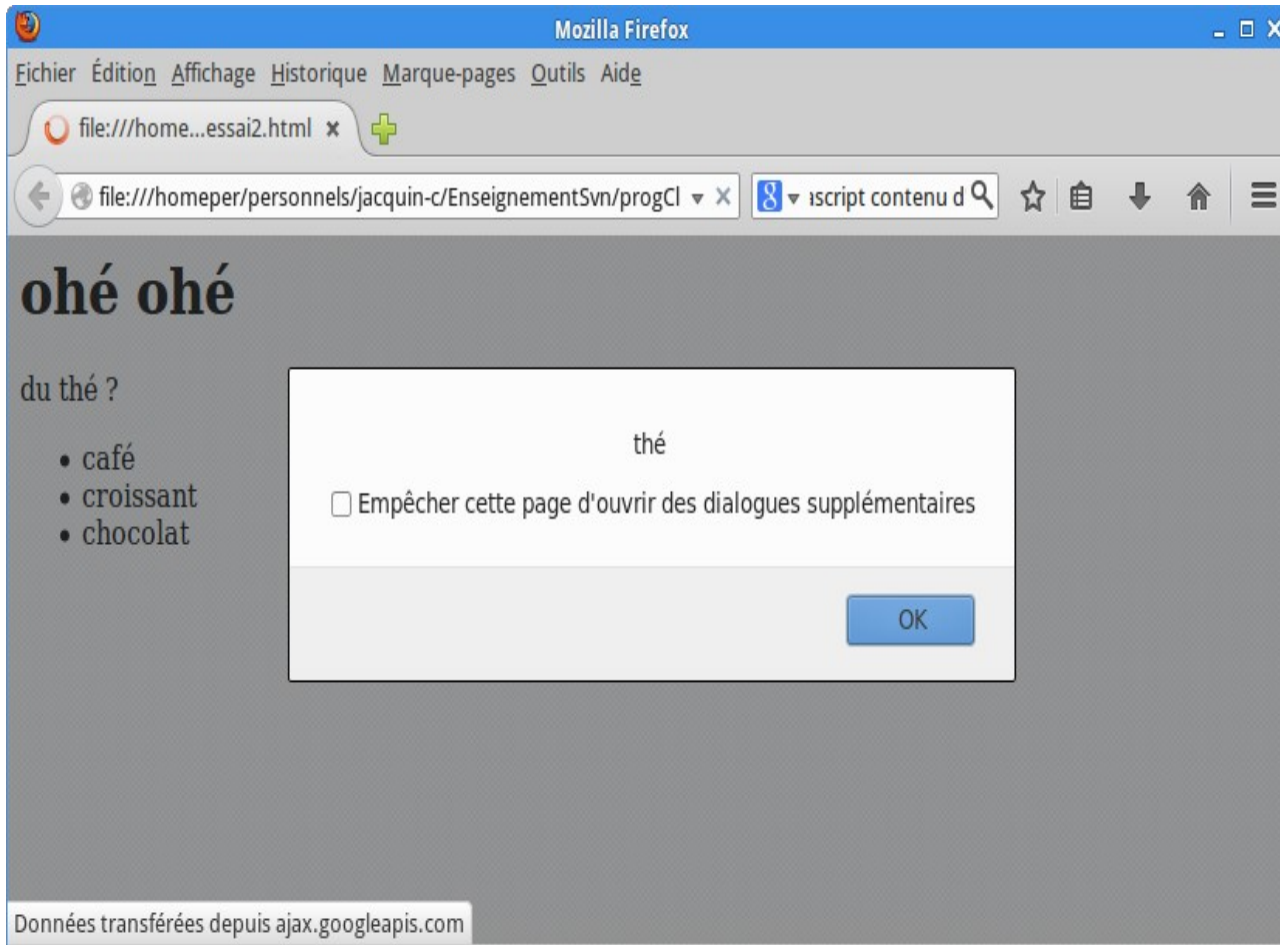 Mozilla Firefox
Fichier Édition Affichage Historique Marque-pages Outils Aide
file:///home...essai2.html
file:///homeper/personnels/jacquin-c/EnseignementSvn/progCl
8 ascript contenu d
ohé ohé
du thé ?
• café
• croissant
• chocolat
thé
Empêcher cette page d'ouvrir des dialogues supplémentaires
OK
Données transférées depuis ajax.googleapis.com